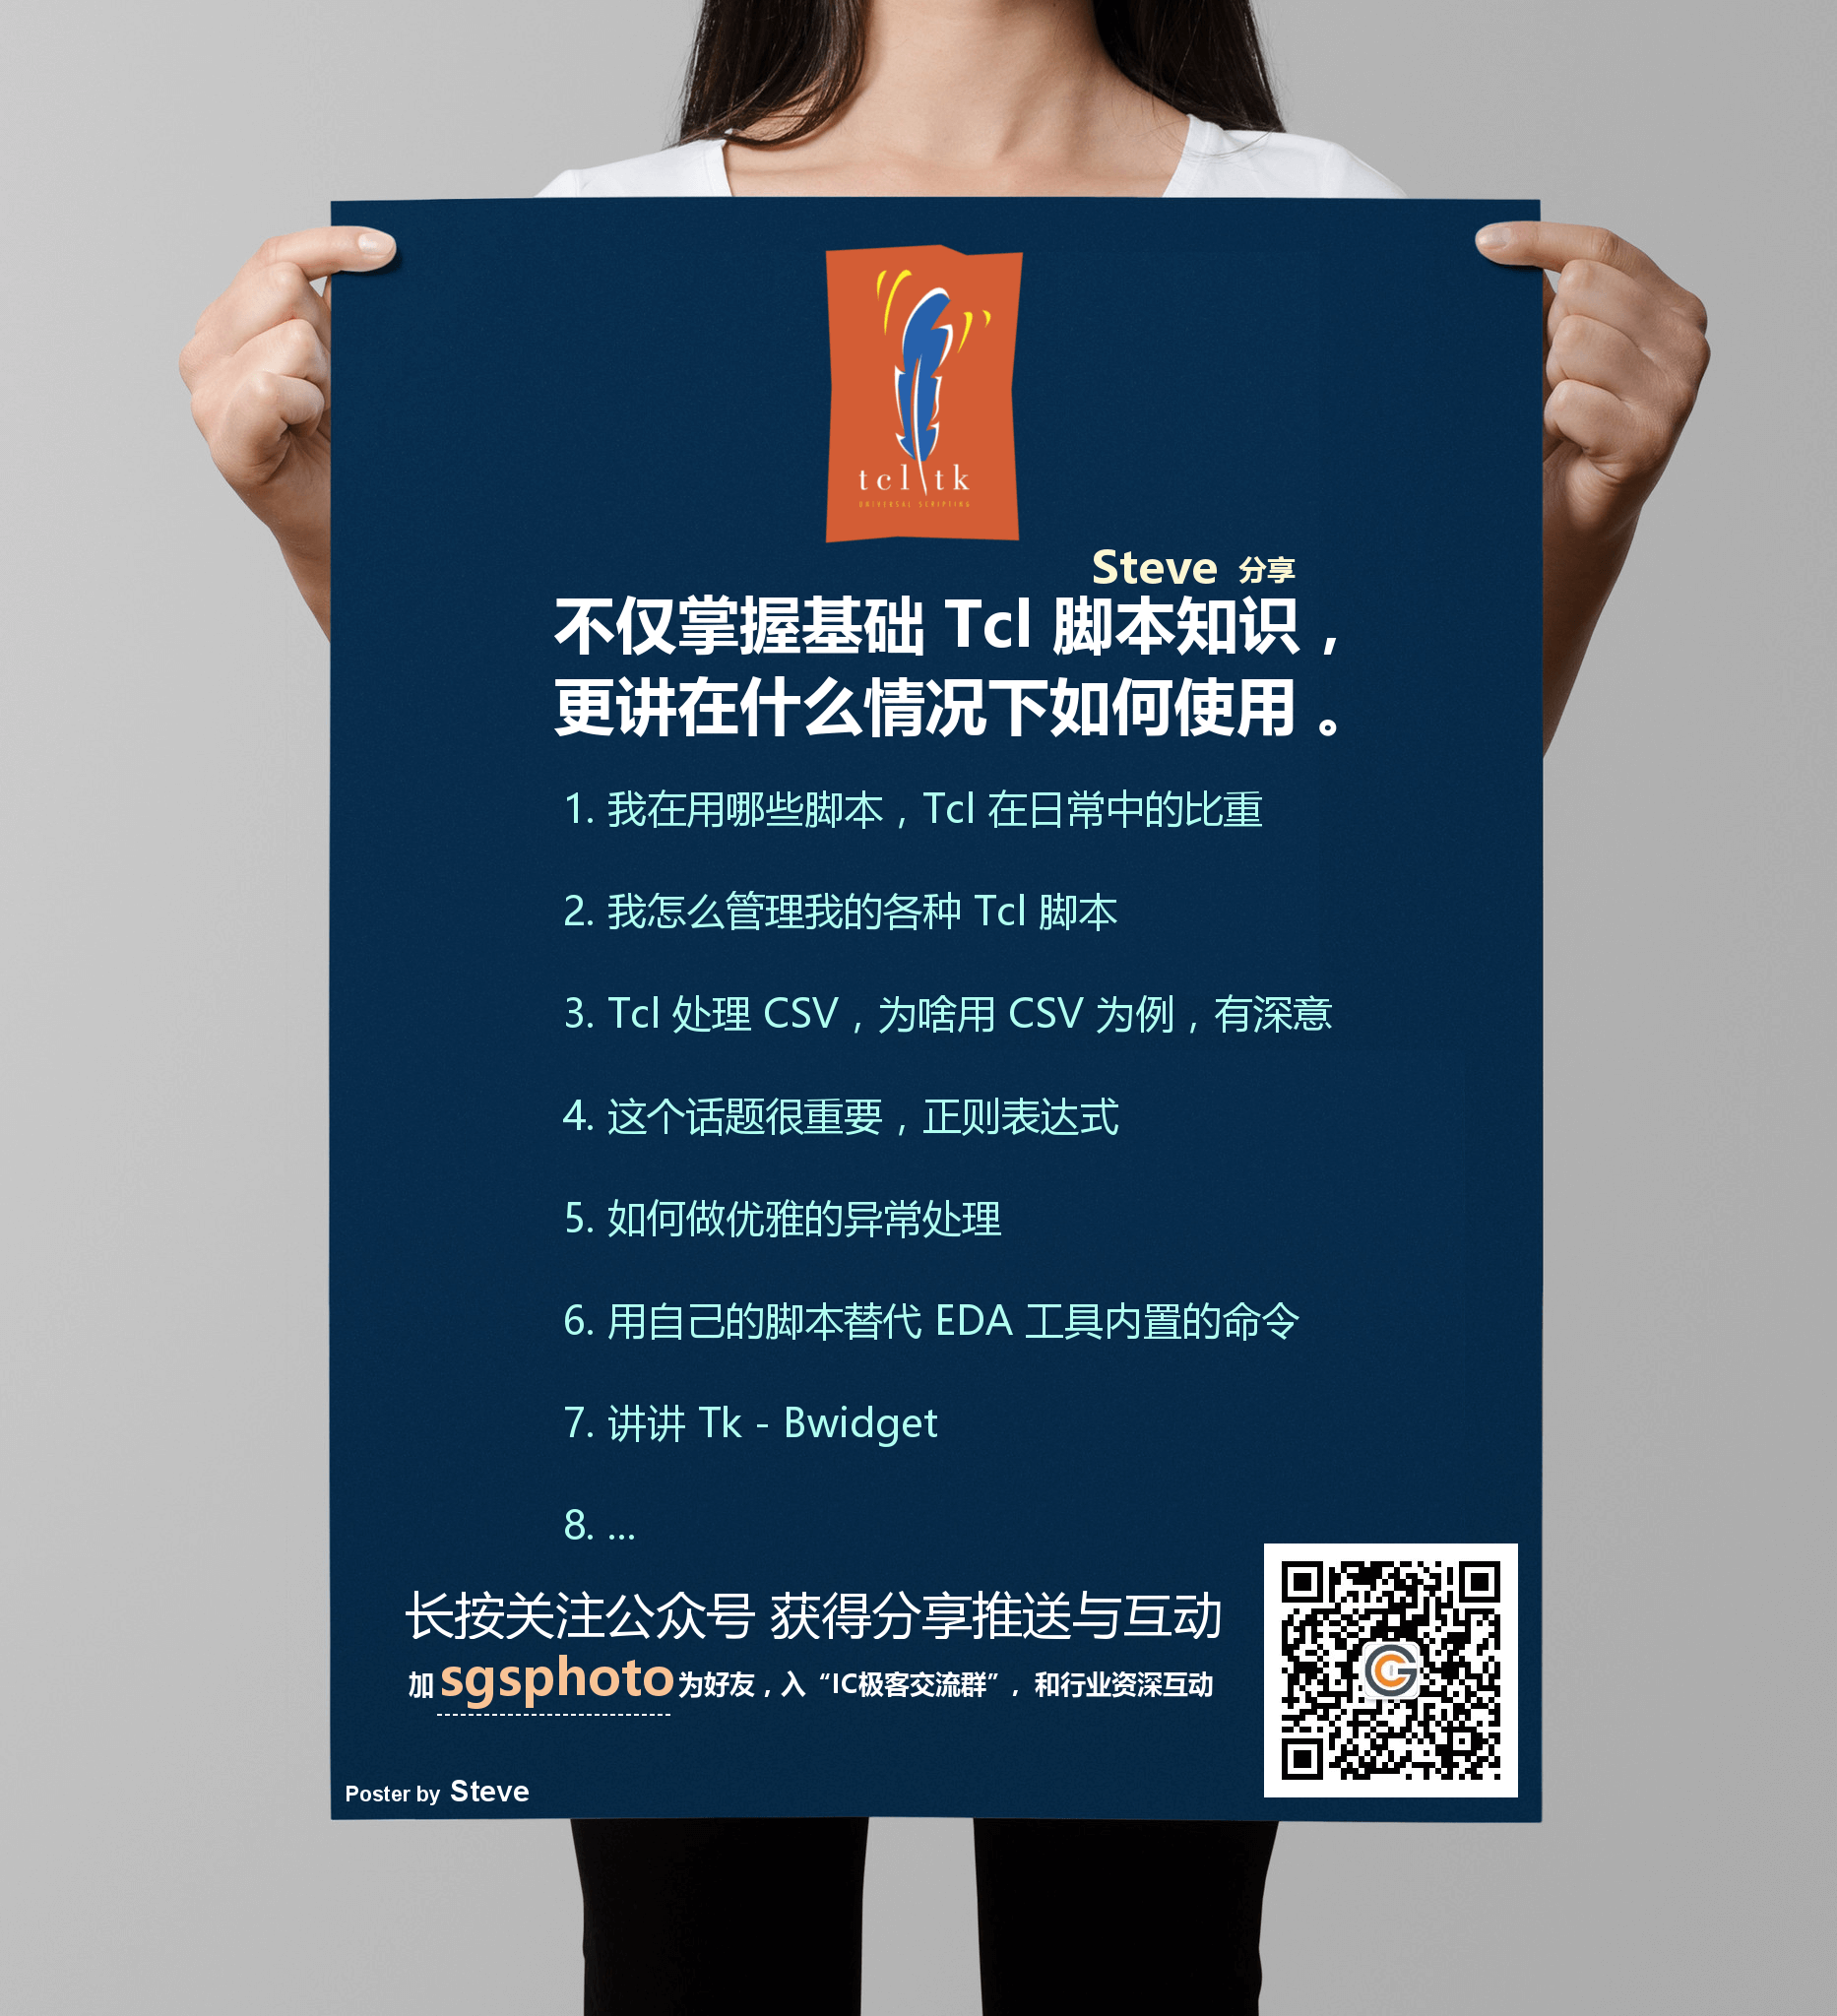 tcl tk
UNIVERSAL SCRIPTING
Steve 分享
不仅掌握基础 Tcl 脚本知识，
更讲在什么情况下如何使用 。
1. 我在用哪些脚本，Tcl 在日常中的比重
2. 我怎么管理我的各种 Tcl 脚本
3. Tcl 处理 CSV，为啥用 CSV 为例，有深意
4. 这个话题很重要，正则表达式
5. 如何做优雅的异常处理
6. 用自己的脚本替代 EDA 工具内置的命令
7. 讲讲 Tk - Bwidget
8. ...
长按关注公众号 获得分享推送与互动
加 sgsphoto 为好友，入“IC极客交流群”，和行业资深互动
Poster by Steve